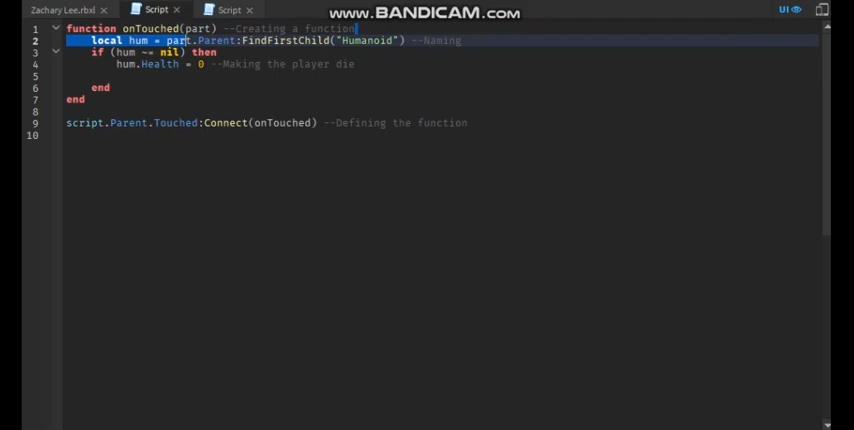 www.BANDICAM.com
Zachary Lee.rbxl × Script × Script × UI
1 function onTouched(part) --Creating a function
2 local hum = part.Parent:FindFirstChild("Humanoid") --Naming
3 if (hum ~= nil) then
4 hum.Health = 0 --Making the player die
5
6 end
7 end
8
9 script.Parent.Touched:Connect(onTouched) --Defining the function
10